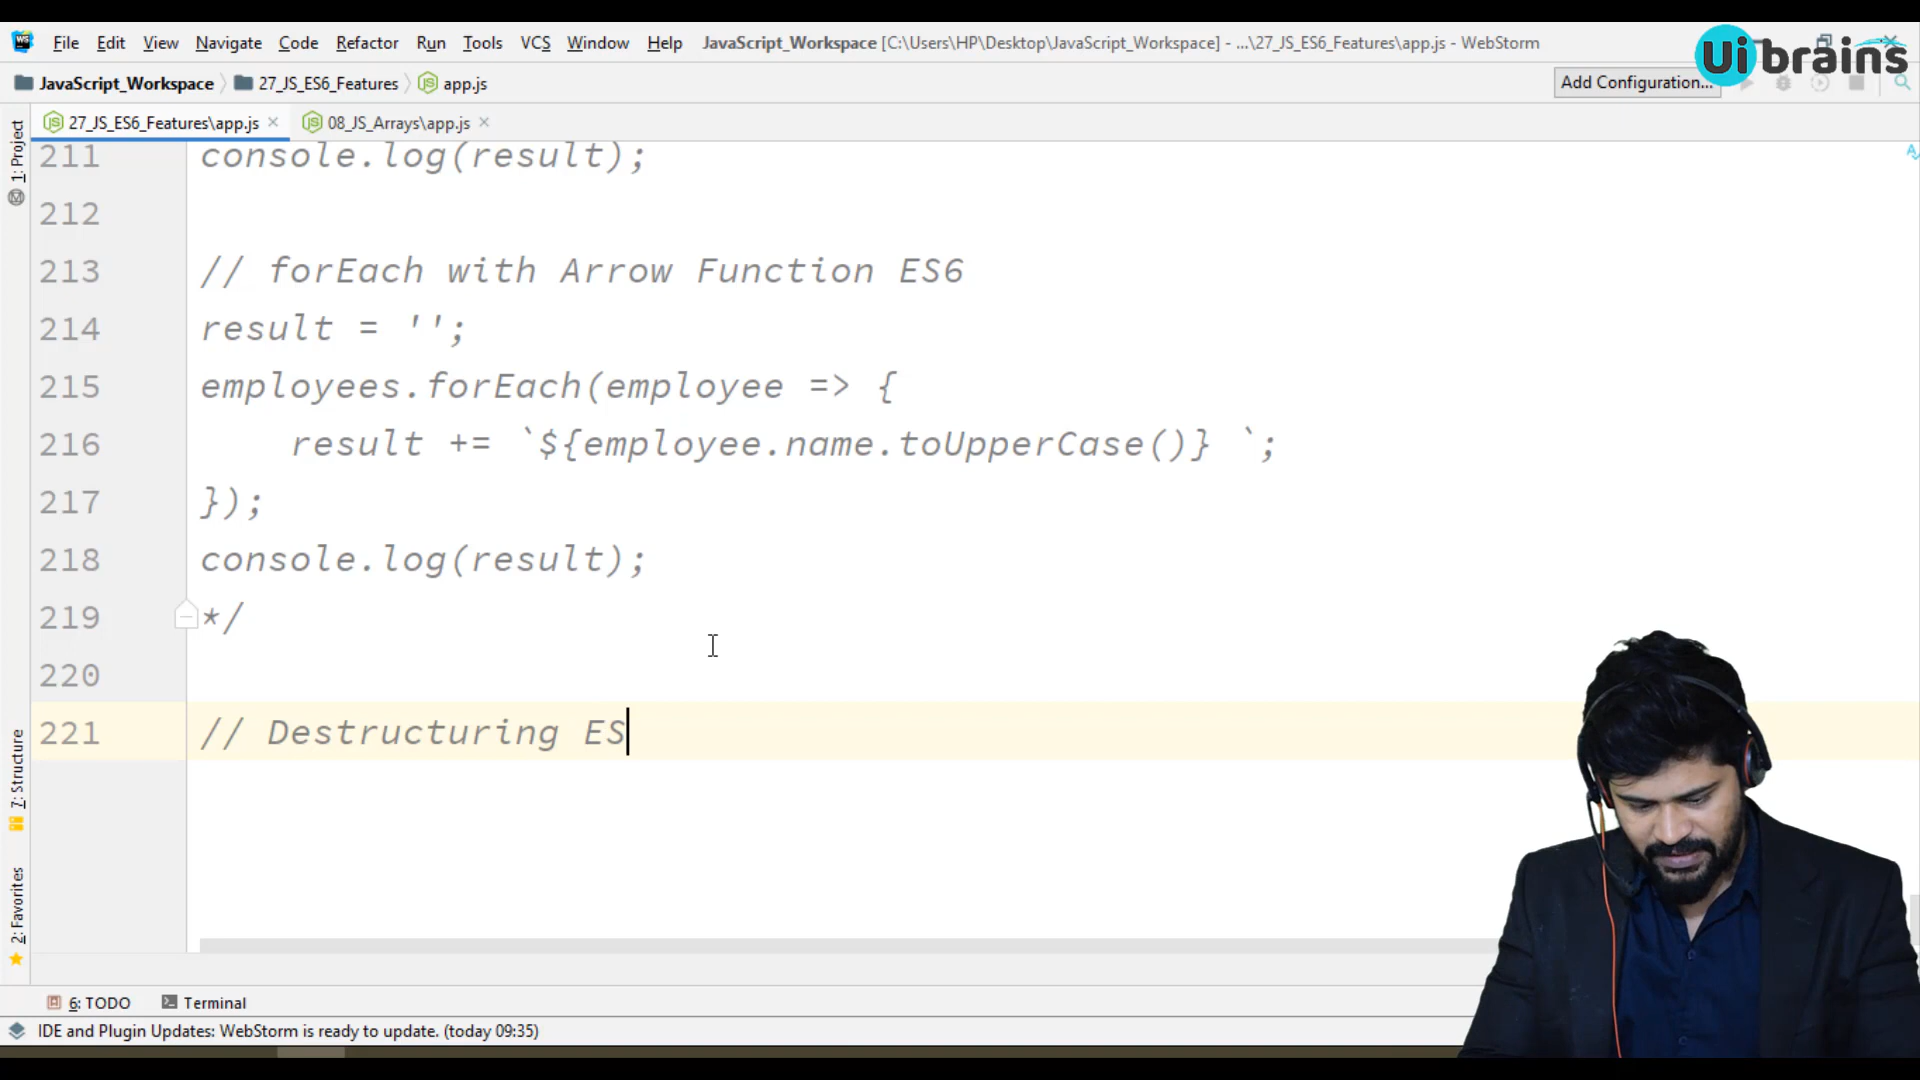 WS File Edit View Navigate Code Refactor Run Tools VCS Window Help JavaScript_Workspace [C:\Users\HP\Desktop\JavaScript_Workspace] - ...\27_JS_ES6_Features\app.js - WebStorm
Ui brains
JavaScript_Workspace 27_JS_ES6_Features app.js Add Configuration...
27_JS_ES6_Features\app.js 08_JS_Arrays\app.js
1: Project
7: Structure
2: Favorites
211 console.log(result);
212
213 // forEach with Arrow Function ES6
214 result = '';
215 employees.forEach(employee => {
216 result += `${employee.name.toUpperCase()} `;
217 });
218 console.log(result);
219 */
220
221 // Destructuring ES
6: TODO Terminal
IDE and Plugin Updates: WebStorm is ready to update. (today 09:35)